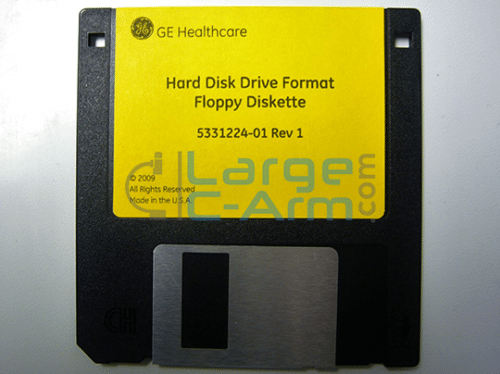 GE Healthcare
Hard Disk Drive Format
Floppy Diskette
5331224-01 Rev 1
© 2009
All Rights Reserved
Made in the U.S.A.
Large
C-Arm.com